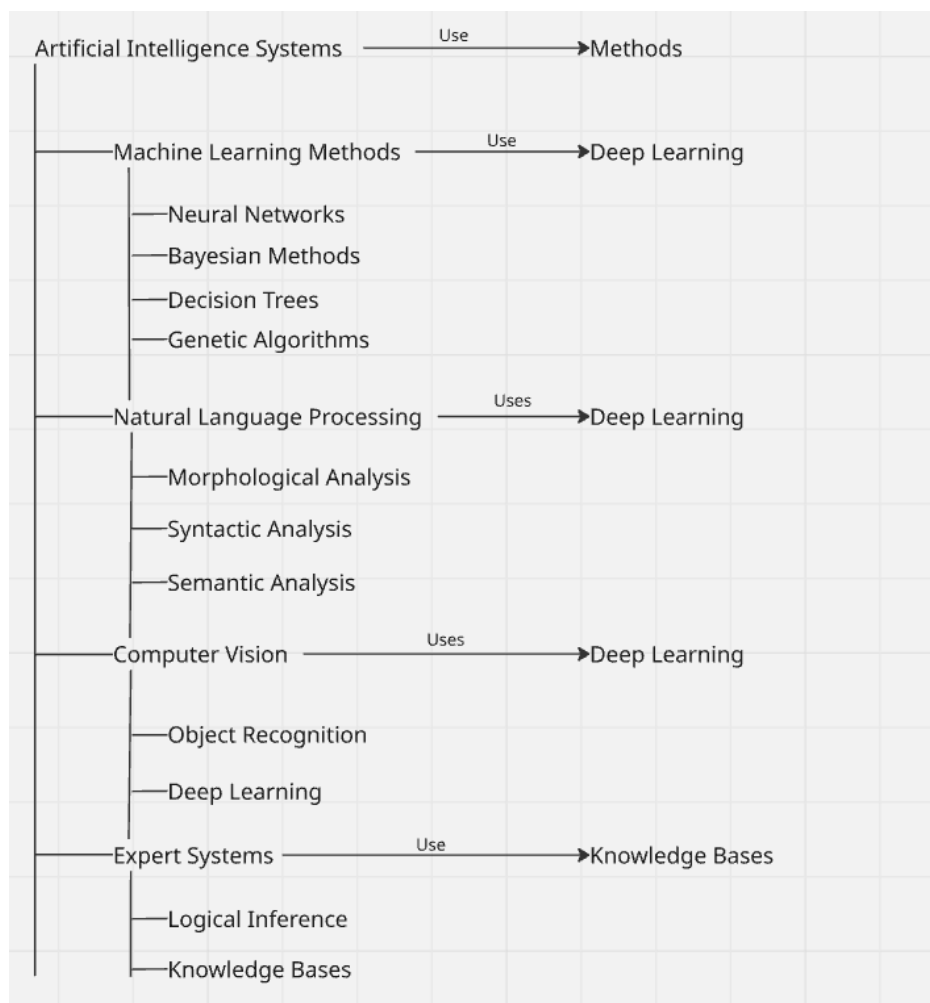 Artificial Intelligence Systems Use Methods
Machine Learning Methods Use Deep Learning
Neural Networks
Bayesian Methods
Decision Trees
Genetic Algorithms
Natural Language Processing Uses Deep Learning
Morphological Analysis
Syntactic Analysis
Semantic Analysis
Computer Vision Uses Deep Learning
Object Recognition
Deep Learning
Expert Systems Use Knowledge Bases
Logical Inference
Knowledge Bases